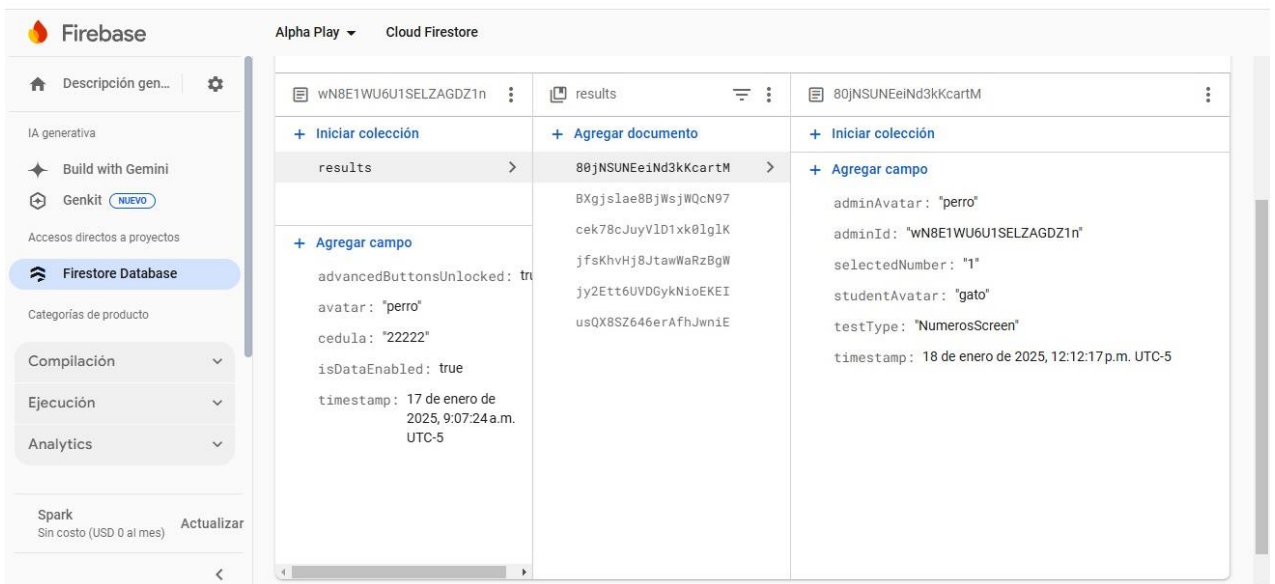 Firebase
Alpha Play
Cloud Firestore
Descripción gen...
IA generativa
Build with Gemini
Genkit NUEVO
Accesos directos a proyectos
Firestore Database
Categorías de producto
Compilación
Ejecución
Analytics
Spark
Sin costo (USD 0 al mes)
Actualizar
wN8E1WU6U1SELZAGDZ1n
+ Iniciar colección
results
+ Agregar campo
advancedButtonsUnlocked: tru
avatar: "perro"
cedula: "22222"
isDataEnabled: true
timestamp: 17 de enero de
2025, 9:07:24 a.m.
UTC-5
results
+ Agregar documento
80jNSUNEeiNd3kKcartM
BXgjslae8BjWsjWQcN97
cek78cJuyVlD1xk0lglK
jfsKhvHj8JtawWaRzBgW
jy2Ett6UVDGykNioEKEI
usQX8SZ646erAfhJwniE
80jNSUNEeiNd3kKcartM
+ Iniciar colección
+ Agregar campo
adminAvatar: "perro"
adminId: "wN8E1WU6U1SELZAGDZ1n"
selectedNumber: "1"
studentAvatar: "gato"
testType: "NumerosScreen"
timestamp: 18 de enero de 2025, 12:12:17 p.m. UTC-5